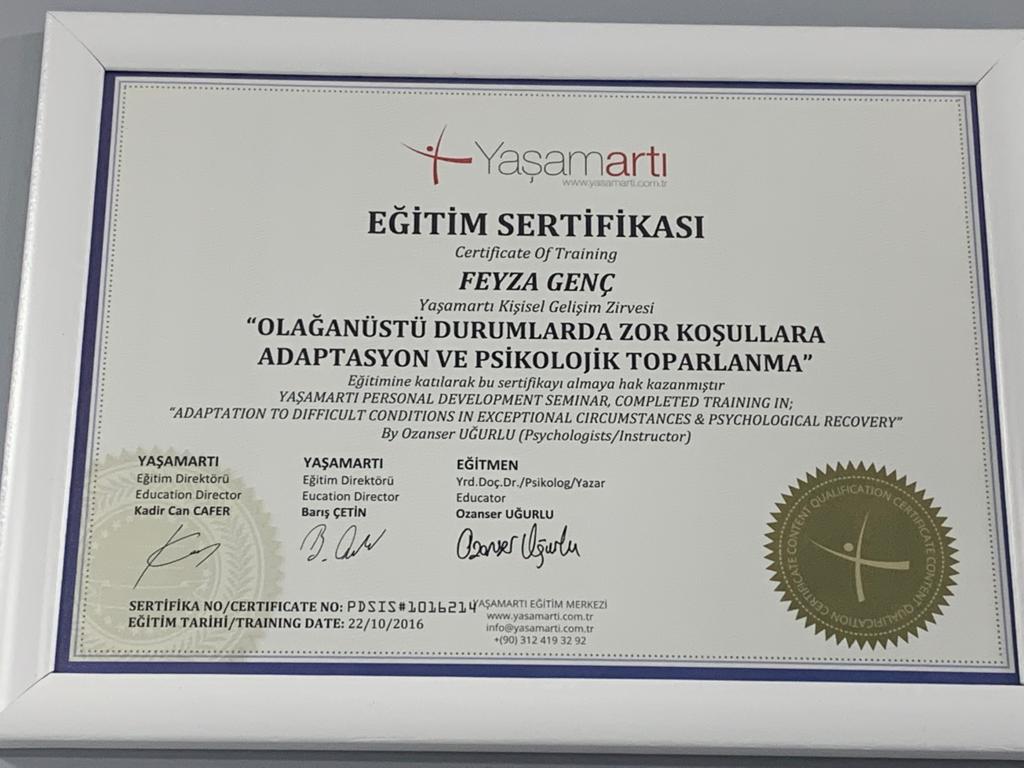 Yaşamartı
www.yasamarti.com.tr
EĞİTİM SERTİFİKASI
Certificate Of Training
FEYZA GENÇ
Yaşamartı Kişisel Gelişim Zirvesi
“OLAĞANÜSTÜ DURUMLARDA ZOR KOŞULLARA
ADAPTASYON VE PSİKOLOJİK TOPARLANMA”
Eğitimine katılarak bu sertifikayı almaya hak kazanmıştır
YAŞAMARTI PERSONAL DEVELOPMENT SEMINAR, COMPLETED TRAINING IN;
“ADAPTATION TO DIFFICULT CONDITIONS IN EXCEPTIONAL CIRCUMSTANCES & PSYCHOLOGICAL RECOVERY”
By Ozanser UĞURLU (Psychologists/Instructor)
YAŞAMARTI
Eğitim Direktörü
Education Director
Kadir Can CAFER
YAŞAMARTI
Eğitim Direktörü
Eucation Director
Barış ÇETİN
EĞİTMEN
Yrd.Doç.Dr./Psikolog/Yazar
Educator
Ozanser UĞURLU
Ozanser Uğurlu
SERTİFİKA NO/CERTIFICATE NO: PDSIS#1016214
EĞİTİM TARİHİ/TRAINING DATE: 22/10/2016
YAŞAMARTI EĞİTİM MERKEZİ
www.yasamarti.com.tr
info@yasamarti.com.tr
+(90) 312 419 32 92
CERTIFICATE CONTENT QUALIFICATION CERTIFICATE CONTENT QUALIFICATION